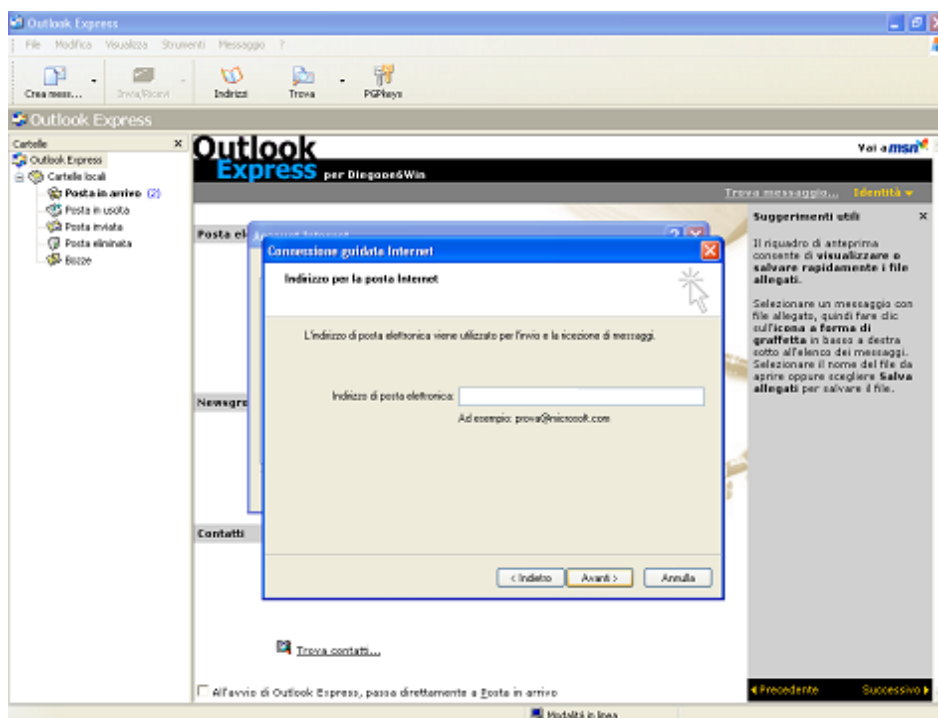 Outlook Express
File Modifica Visualizza Strumenti Messaggio ?
Crea mess... Invia/Ricevi Indirizzi Trova PGPkeys
Outlook Express
Cartelle x
Outlook Express
Cartelle locali
Posta in arrivo (2)
Posta in uscita
Posta inviata
Posta eliminata
Bozze
Outlook
Express per Dingoon6Win
Vai a msn
Trova messaggio... Identità
Posta el
Account Internet
Connessione guidata Internet
Indirizzo per la posta Internet
L'indirizzo di posta elettronica viene utilizzato per l'invio e la ricezione di messaggi.
Indirizzo di posta elettronica:
Ad esempio: prova@microsoft.com
< Indietro Avanti > Annulla
Newsgro
Contatti
Trova contatti...
All'avvio di Outlook Express, passa direttamente a Posta in arrivo
Suggerimenti utili x
Il riquadro di anteprima
consente di visualizzare o
salvare rapidamente i file
allegati.
Selezionare un messaggio con
file allegato, quindi fare clic
sull'icona a forma di
graffetta in basso a destra
sotto all'elenco dei messaggi.
Selezionare il nome del file da
aprire oppure scegliere Salva
allegati per salvare il file.
Precedente Successivo
Modalità in linea